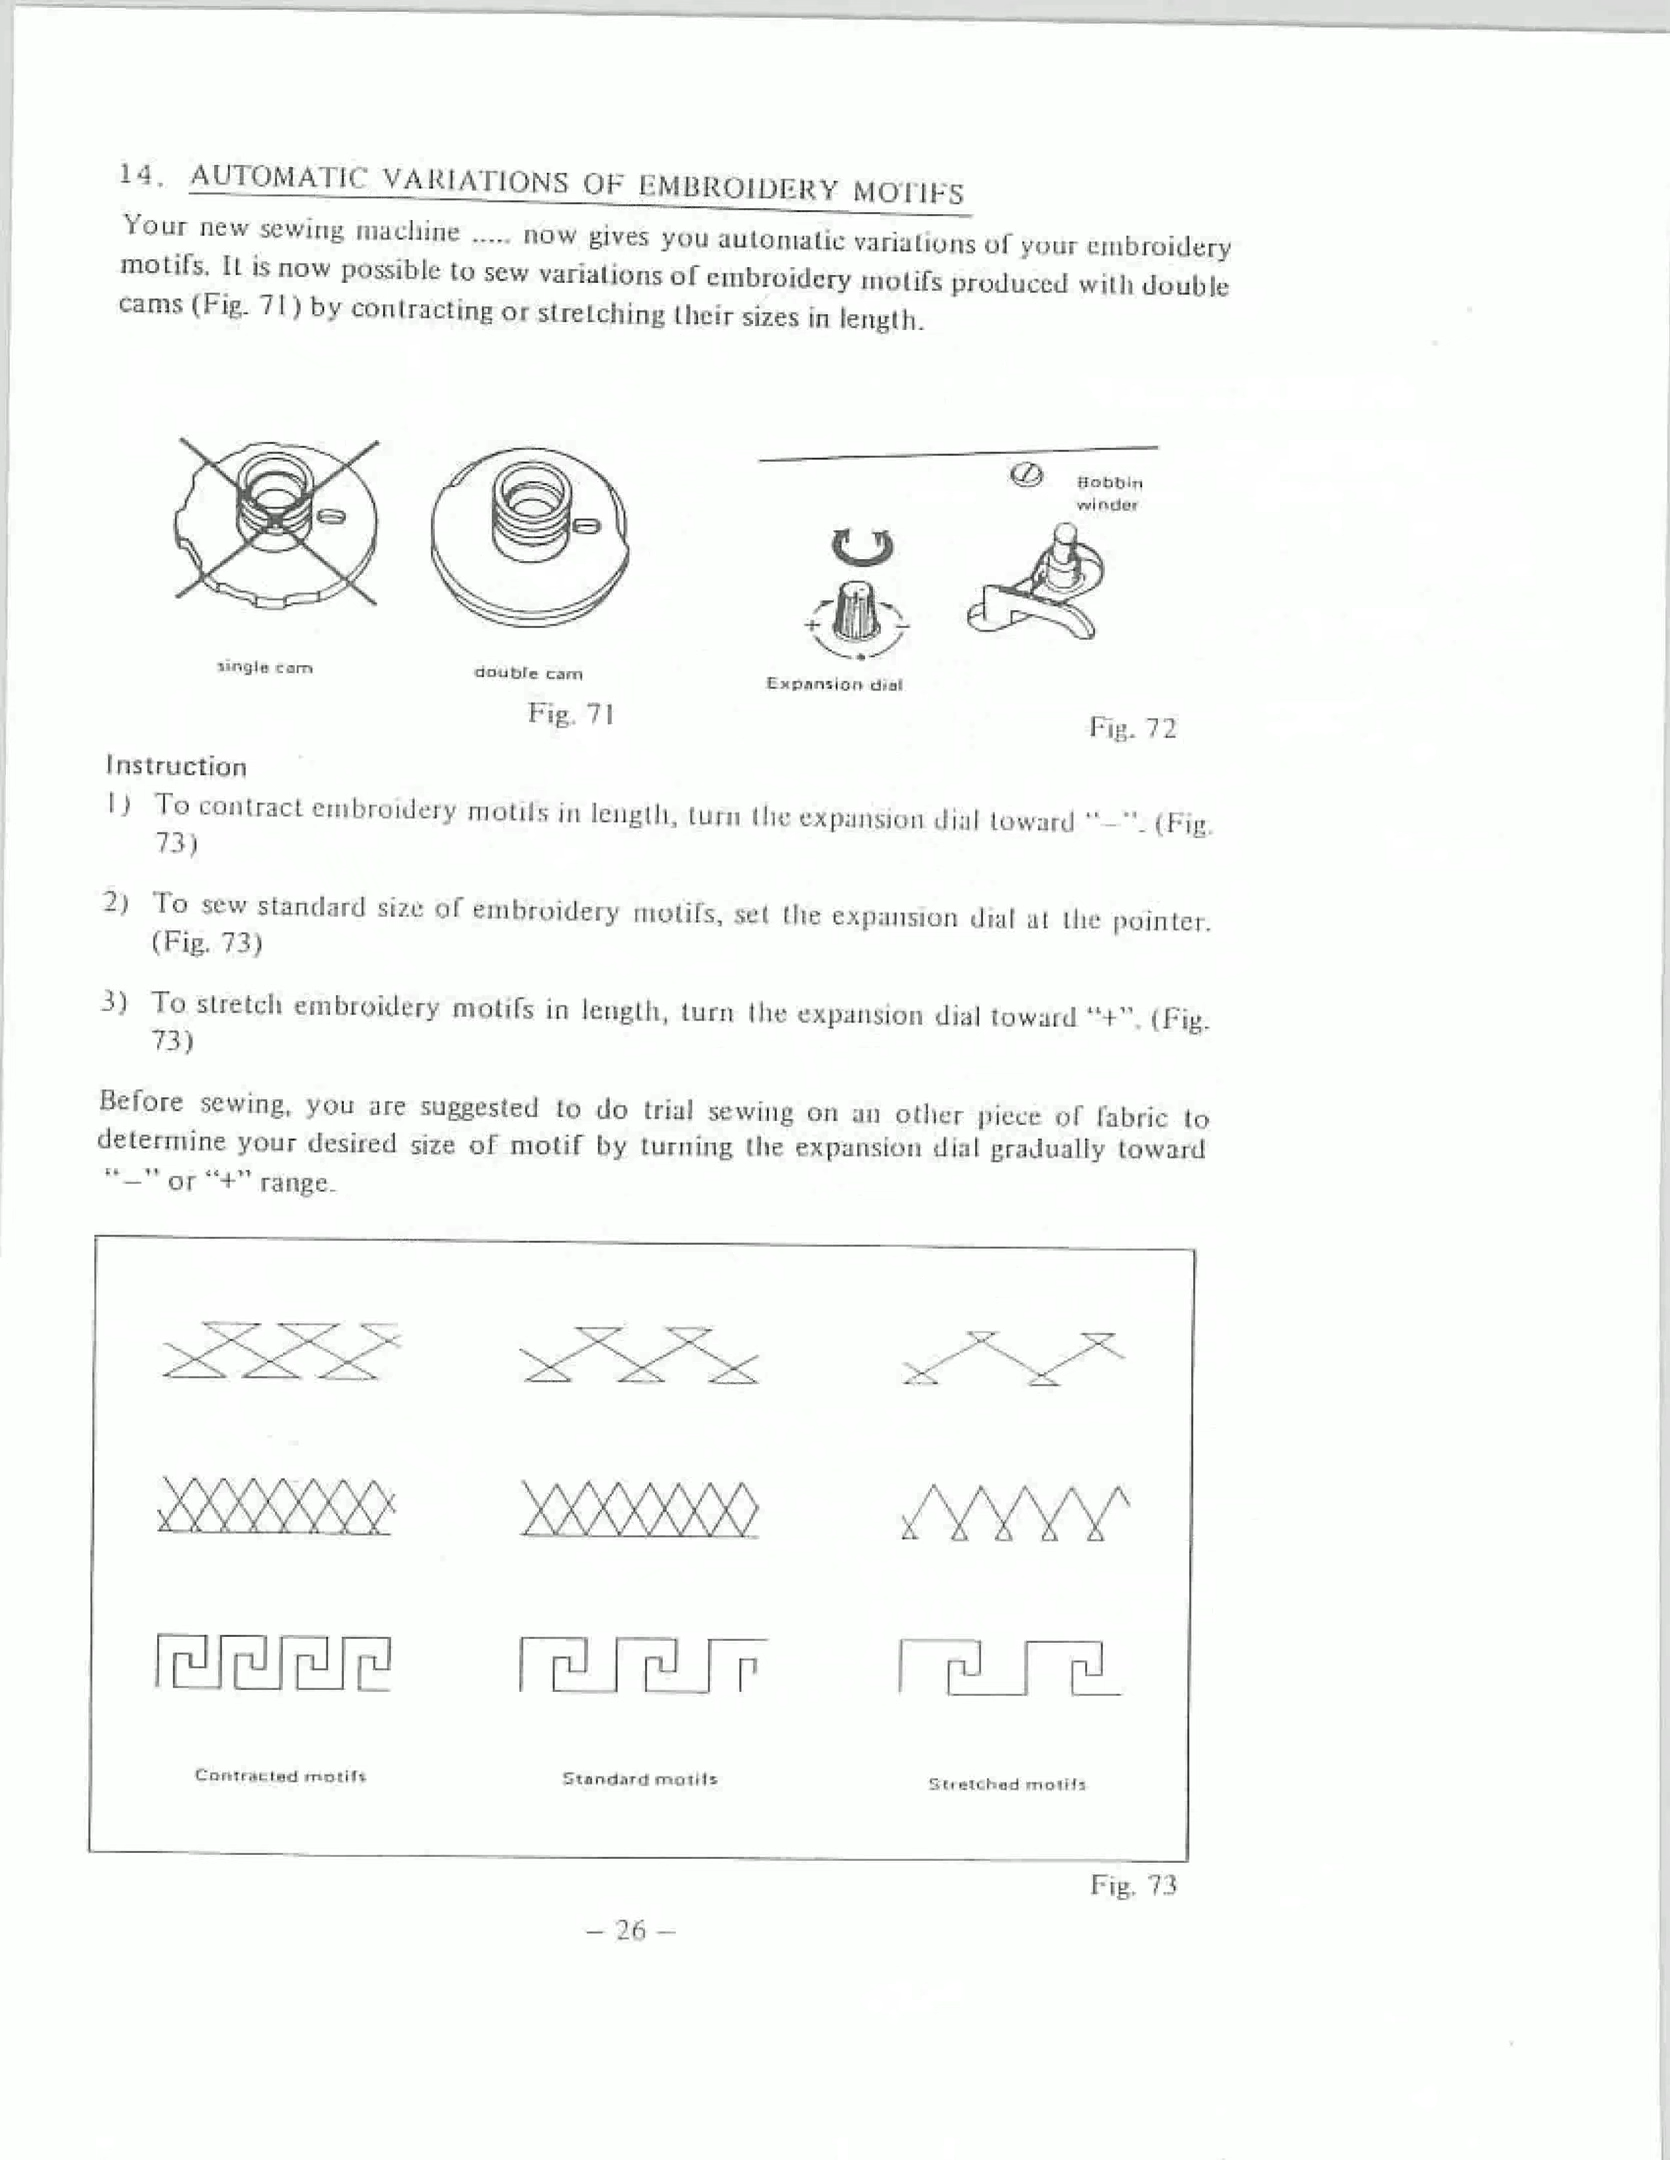 14. AUTOMATIC VARIATIONS OF EMBROIDERY MOTIFS
Your new sewing machine ..... now gives you automatic variations of your embroidery
motifs. It is now possible to sew variations of embroidery motifs produced with double
cams (Fig. 71) by contracting or stretching their sizes in length.
Bobbin
winder
+ −
single cam
double cam
Expansion dial
Fig. 71
Fig. 72
Instruction
1) To contract embroidery motifs in length, turn the expansion dial toward “−”. (Fig.
73)
2) To sew standard size of embroidery motifs, set the expansion dial at the pointer.
(Fig. 73)
3) To stretch embroidery motifs in length, turn the expansion dial toward “+”. (Fig.
73)
Before sewing, you are suggested to do trial sewing on an other piece of fabric to
determine your desired size of motif by turning the expansion dial gradually toward
“−” or “+” range.
Contracted motifs
Standard motifs
Stretched motifs
Fig. 73
− 26 −